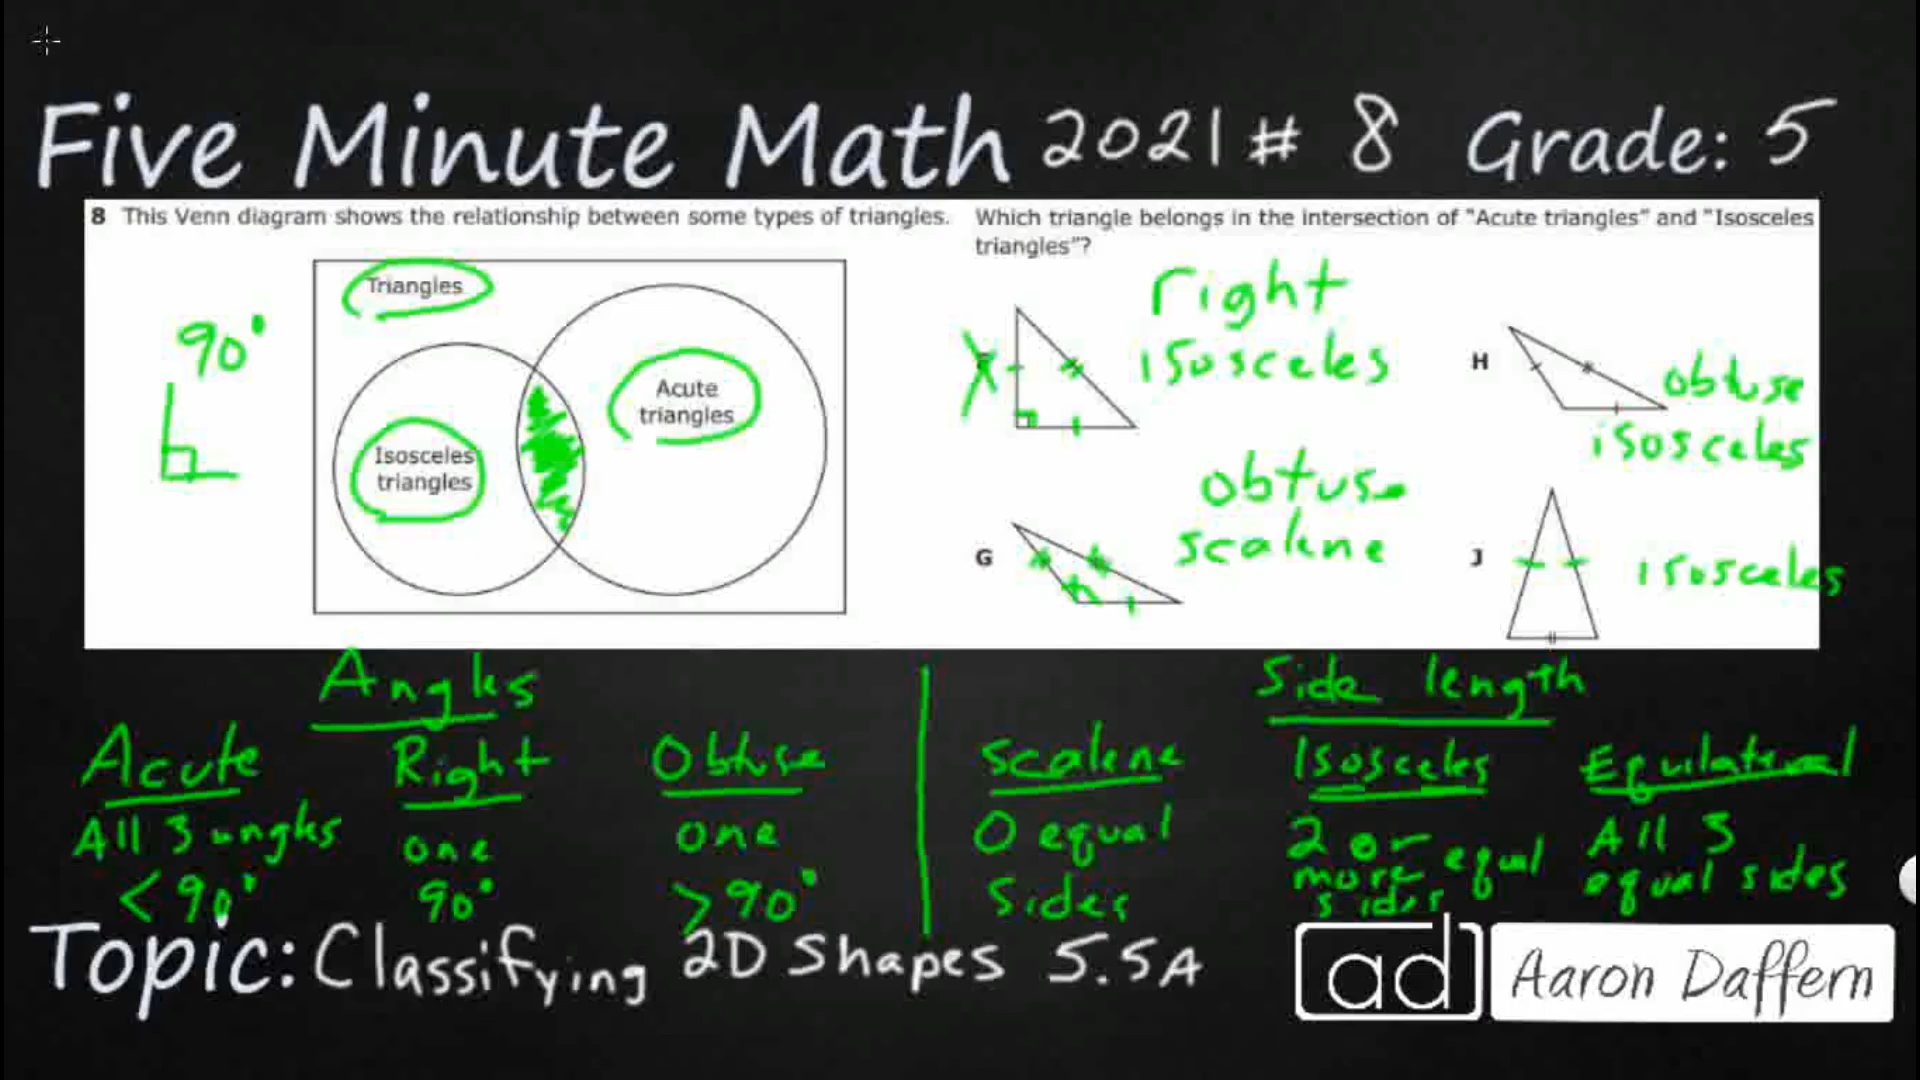 Five Minute Math 2021 # 8 Grade: 5
8 This Venn diagram shows the relationship between some types of triangles.
Triangles
Acute
triangles
Isosceles
triangles
90°
Which triangle belongs in the intersection of "Acute triangles" and "Isosceles
triangles"?
right
isosceles
H
obtuse
isosceles
G
obtuse
scalene
J
isosceles
Angles
Acute
All 3 angles
< 90°
Right
one
90°
Obtuse
one
> 90°
Side length
Scalene
0 equal
sides
Isosceles
2 or
more equal
sides
Equilateral
All 3
equal sides
Topic: Classifying 2D Shapes 5.5A
ad Aaron Daffern